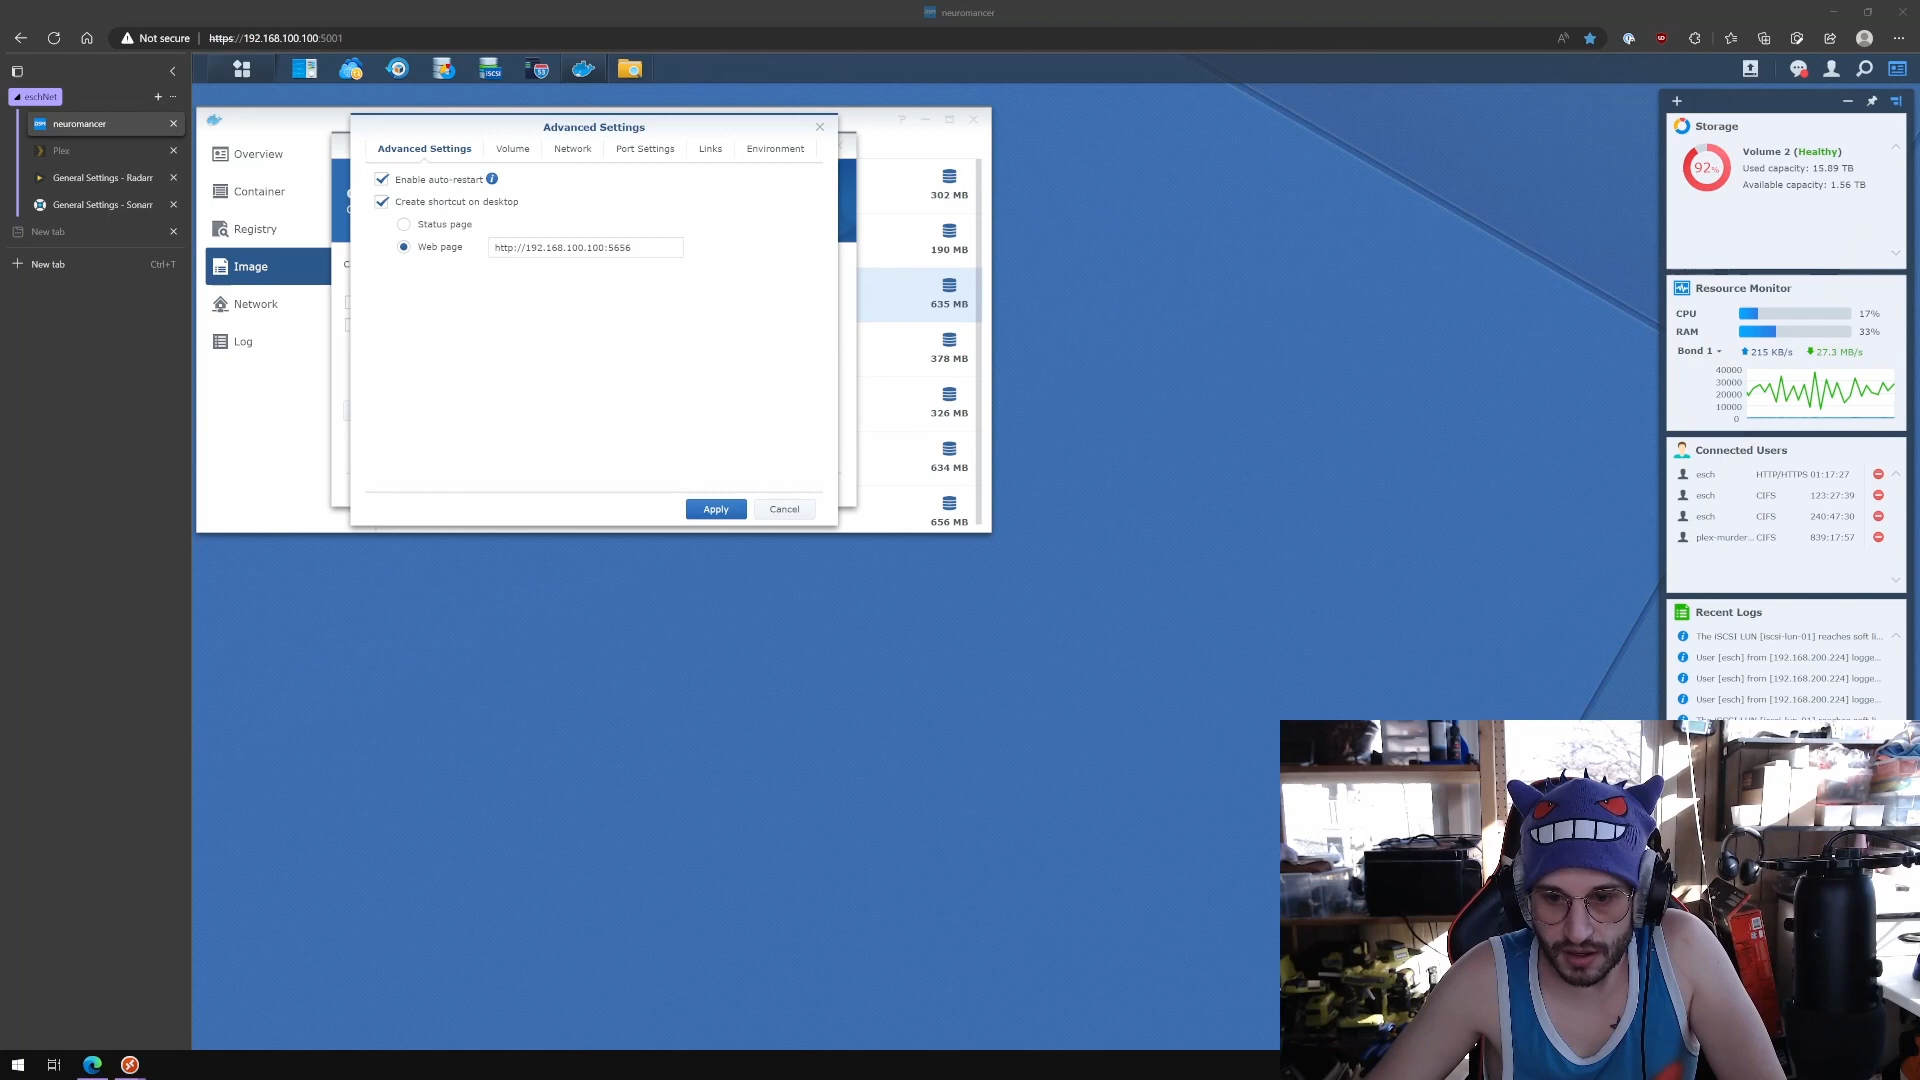 neuromancer
Not secure
https://192.168.100.100:5001
eschNet
neuromancer
Plex
General Settings - Radarr
General Settings - Sonarr
New tab
New tab Ctrl+T
Overview
Container
Registry
Image
Network
Log
Advanced Settings
Advanced Settings Volume Network Port Settings Links Environment
Enable auto-restart
Create shortcut on desktop
Status page
Web page http://192.168.100.100:5656
Apply Cancel
302 MB
190 MB
635 MB
378 MB
326 MB
634 MB
656 MB
iSCSI
53
Storage
92%
Volume 2 (Healthy)
Used capacity: 15.89 TB
Available capacity: 1.56 TB
Resource Monitor
CPU 17%
RAM 33%
Bond 1 215 KB/s 27.3 MB/s
40000
30000
20000
10000
0
Connected Users
esch HTTP/HTTPS 01:17:27
esch CIFS 123:27:39
esch CIFS 240:47:30
plex-murder... CIFS 839:17:57
Recent Logs
The iSCSI LUN [iscsi-lun-01] reaches soft li...
User [esch] from [192.168.200.224] logge...
User [esch] from [192.168.200.224] logge...
User [esch] from [192.168.200.224] logge...